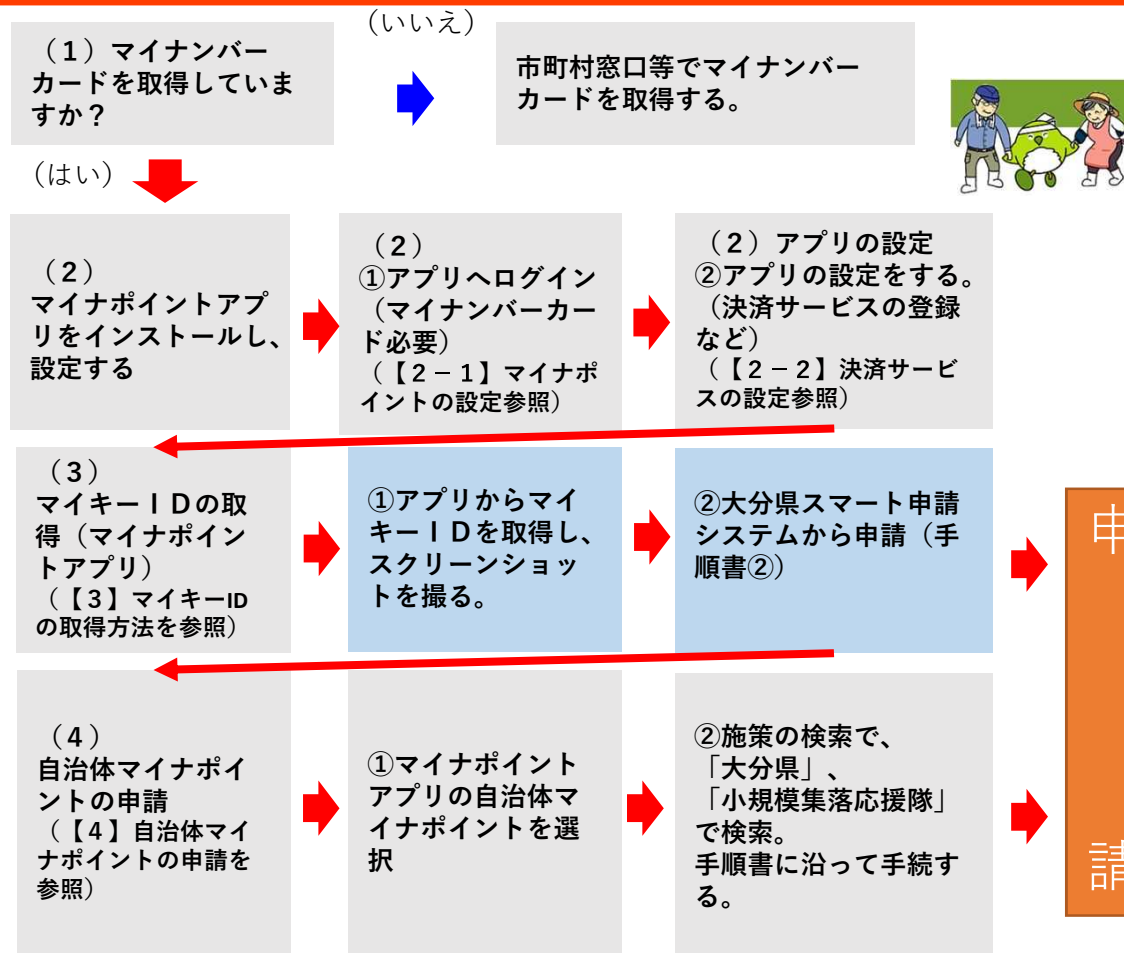 （いいえ）
（１）マイナンバー
カードを取得していま
すか？
市町村窓口等でマイナンバー
カードを取得する。
（はい）
（２）
マイナポイントアプ
リをインストールし、
設定する
（２）
①アプリへログイン
（マイナンバーカー
ド必要）
（【２－１】マイナポ
イントの設定参照）
（２）アプリの設定
②アプリの設定をする。
（決済サービスの登録
など）
（【２－２】決済サービ
スの設定参照）
（３）
マイキーＩＤの取
得（マイナポイン
トアプリ）
（【３】マイキーID
の取得方法を参照）
①アプリからマイ
キーＩＤを取得し、
スクリーンショッ
トを撮る。
②大分県スマート申請
システムから申請（手
順書②）
（４）
自治体マイナポイ
ントの申請
（【４】自治体マイ
ナポイントの申請を
参照）
①マイナポイント
アプリの自治体マ
イナポイントを選
択
②施策の検索で、
「大分県」、
「小規模集落応援隊」
で検索。
手順書に沿って手続す
る。
申
請